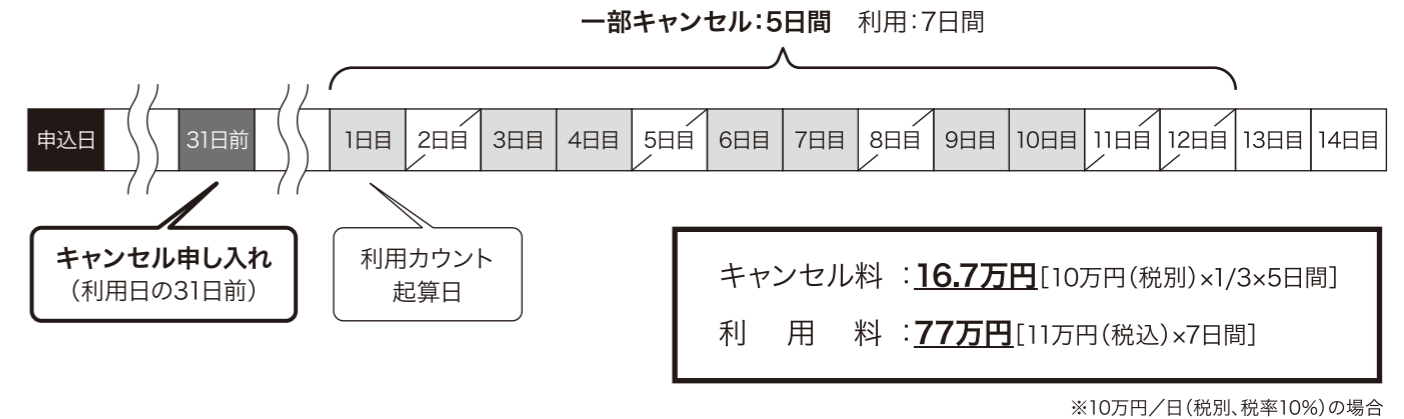 一部キャンセル：5日間　利用：7日間
申込日　31日前　1日目　2日目　3日目　4日目　5日目　6日目　7日目　8日目　9日目　10日目　11日目　12日目　13日目　14日目
キャンセル申し入れ
（利用日の31日前）
利用カウント
起算日
キャンセル料：16.7万円［10万円（税別）×1/3×5日間］
利用料：77万円［11万円（税込）×7日間］
※10万円／日（税別、税率10%）の場合